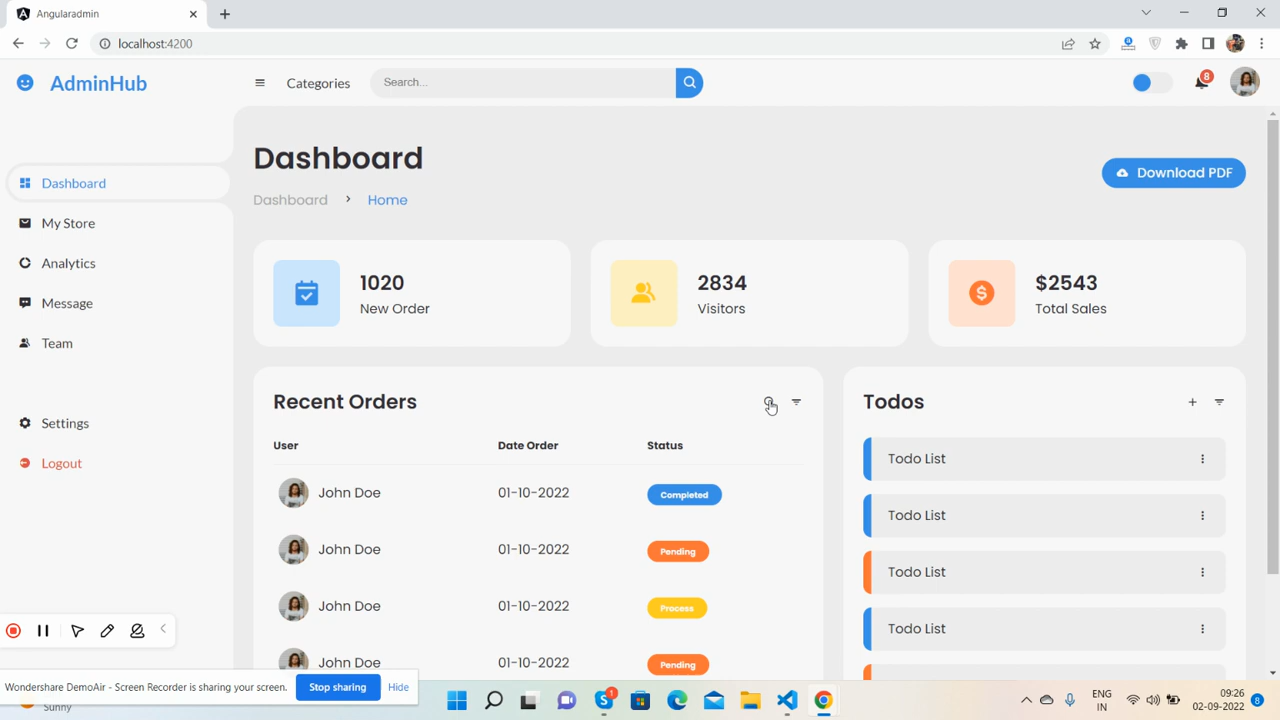 Angularadmin
localhost:4200
AdminHub
Categories
Search...
8
Dashboard
My Store
Analytics
Message
Team
Settings
Logout
Dashboard
Dashboard > Home
Download PDF
1020
New Order
2834
Visitors
$2543
Total Sales
Recent Orders
User Date Order Status
John Doe 01-10-2022 Completed
John Doe 01-10-2022 Pending
John Doe 01-10-2022 Process
John Doe 01-10-2022 Pending
Todos
Todo List
Todo List
Todo List
Todo List
Wondershare DemoAir - Screen Recorder is sharing your screen. Stop sharing Hide
Sunny
1
ENG
IN
09:26
02-09-2022
8